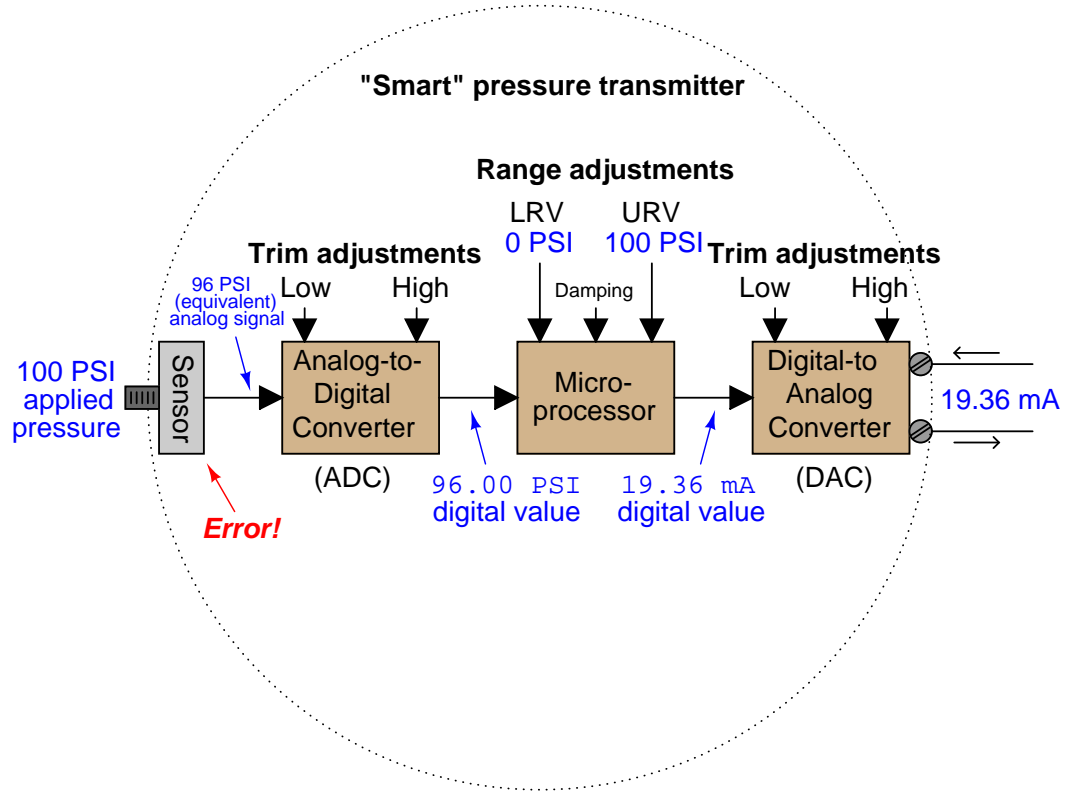 "Smart" pressure transmitter
Range adjustments
LRV
0 PSI
URV
100 PSI
Damping
Trim adjustments
Low
High
Trim adjustments
Low
High
96 PSI
(equivalent)
analog signal
100 PSI
applied
pressure
Sensor
Analog-to-
Digital
Converter
(ADC)
Micro-
processor
Digital-to
Analog
Converter
(DAC)
19.36 mA
96.00 PSI
digital value
19.36 mA
digital value
Error!